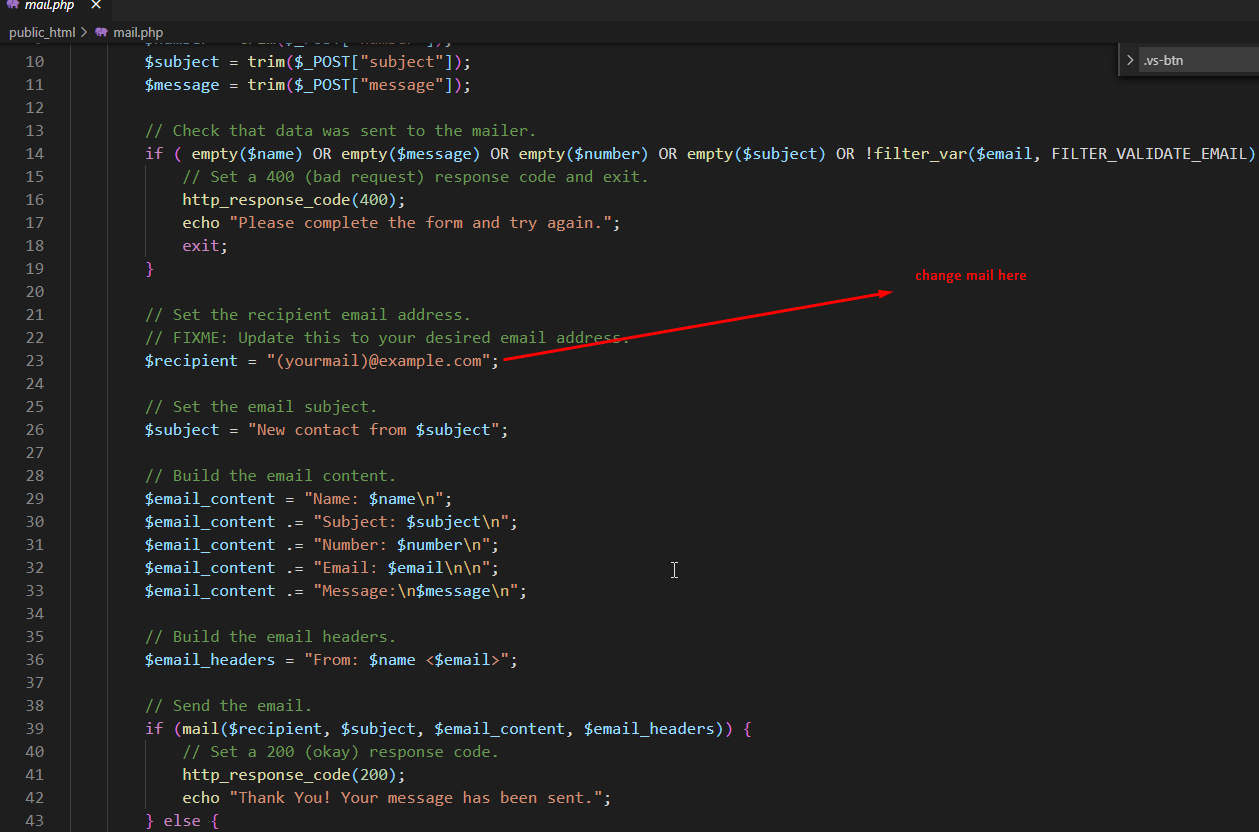 mail.php
public_html > mail.php
10 $subject = trim($_POST["subject"]);
.vs-btn
11 $message = trim($_POST["message"]);
12
13 // Check that data was sent to the mailer.
14 if ( empty($name) OR empty($message) OR empty($number) OR empty($subject) OR !filter_var($email, FILTER_VALIDATE_EMAIL)
15 // Set a 400 (bad request) response code and exit.
16 http_response_code(400);
17 echo "Please complete the form and try again.";
18 exit;
19 }
change mail here
20
21 // Set the recipient email address.
22 // FIXME: Update this to your desired email address.
23 $recipient = "(yourmail)@example.com";
24
25 // Set the email subject.
26 $subject = "New contact from $subject";
27
28 // Build the email content.
29 $email_content = "Name: $name\n";
30 $email_content .= "Subject: $subject\n";
31 $email_content .= "Number: $number\n";
32 $email_content .= "Email: $email\n\n";
33 $email_content .= "Message:\n$message\n";
34
35 // Build the email headers.
36 $email_headers = "From: $name <$email>";
37
38 // Send the email.
39 if (mail($recipient, $subject, $email_content, $email_headers)) {
40 // Set a 200 (okay) response code.
41 http_response_code(200);
42 echo "Thank You! Your message has been sent.";
43 } else {